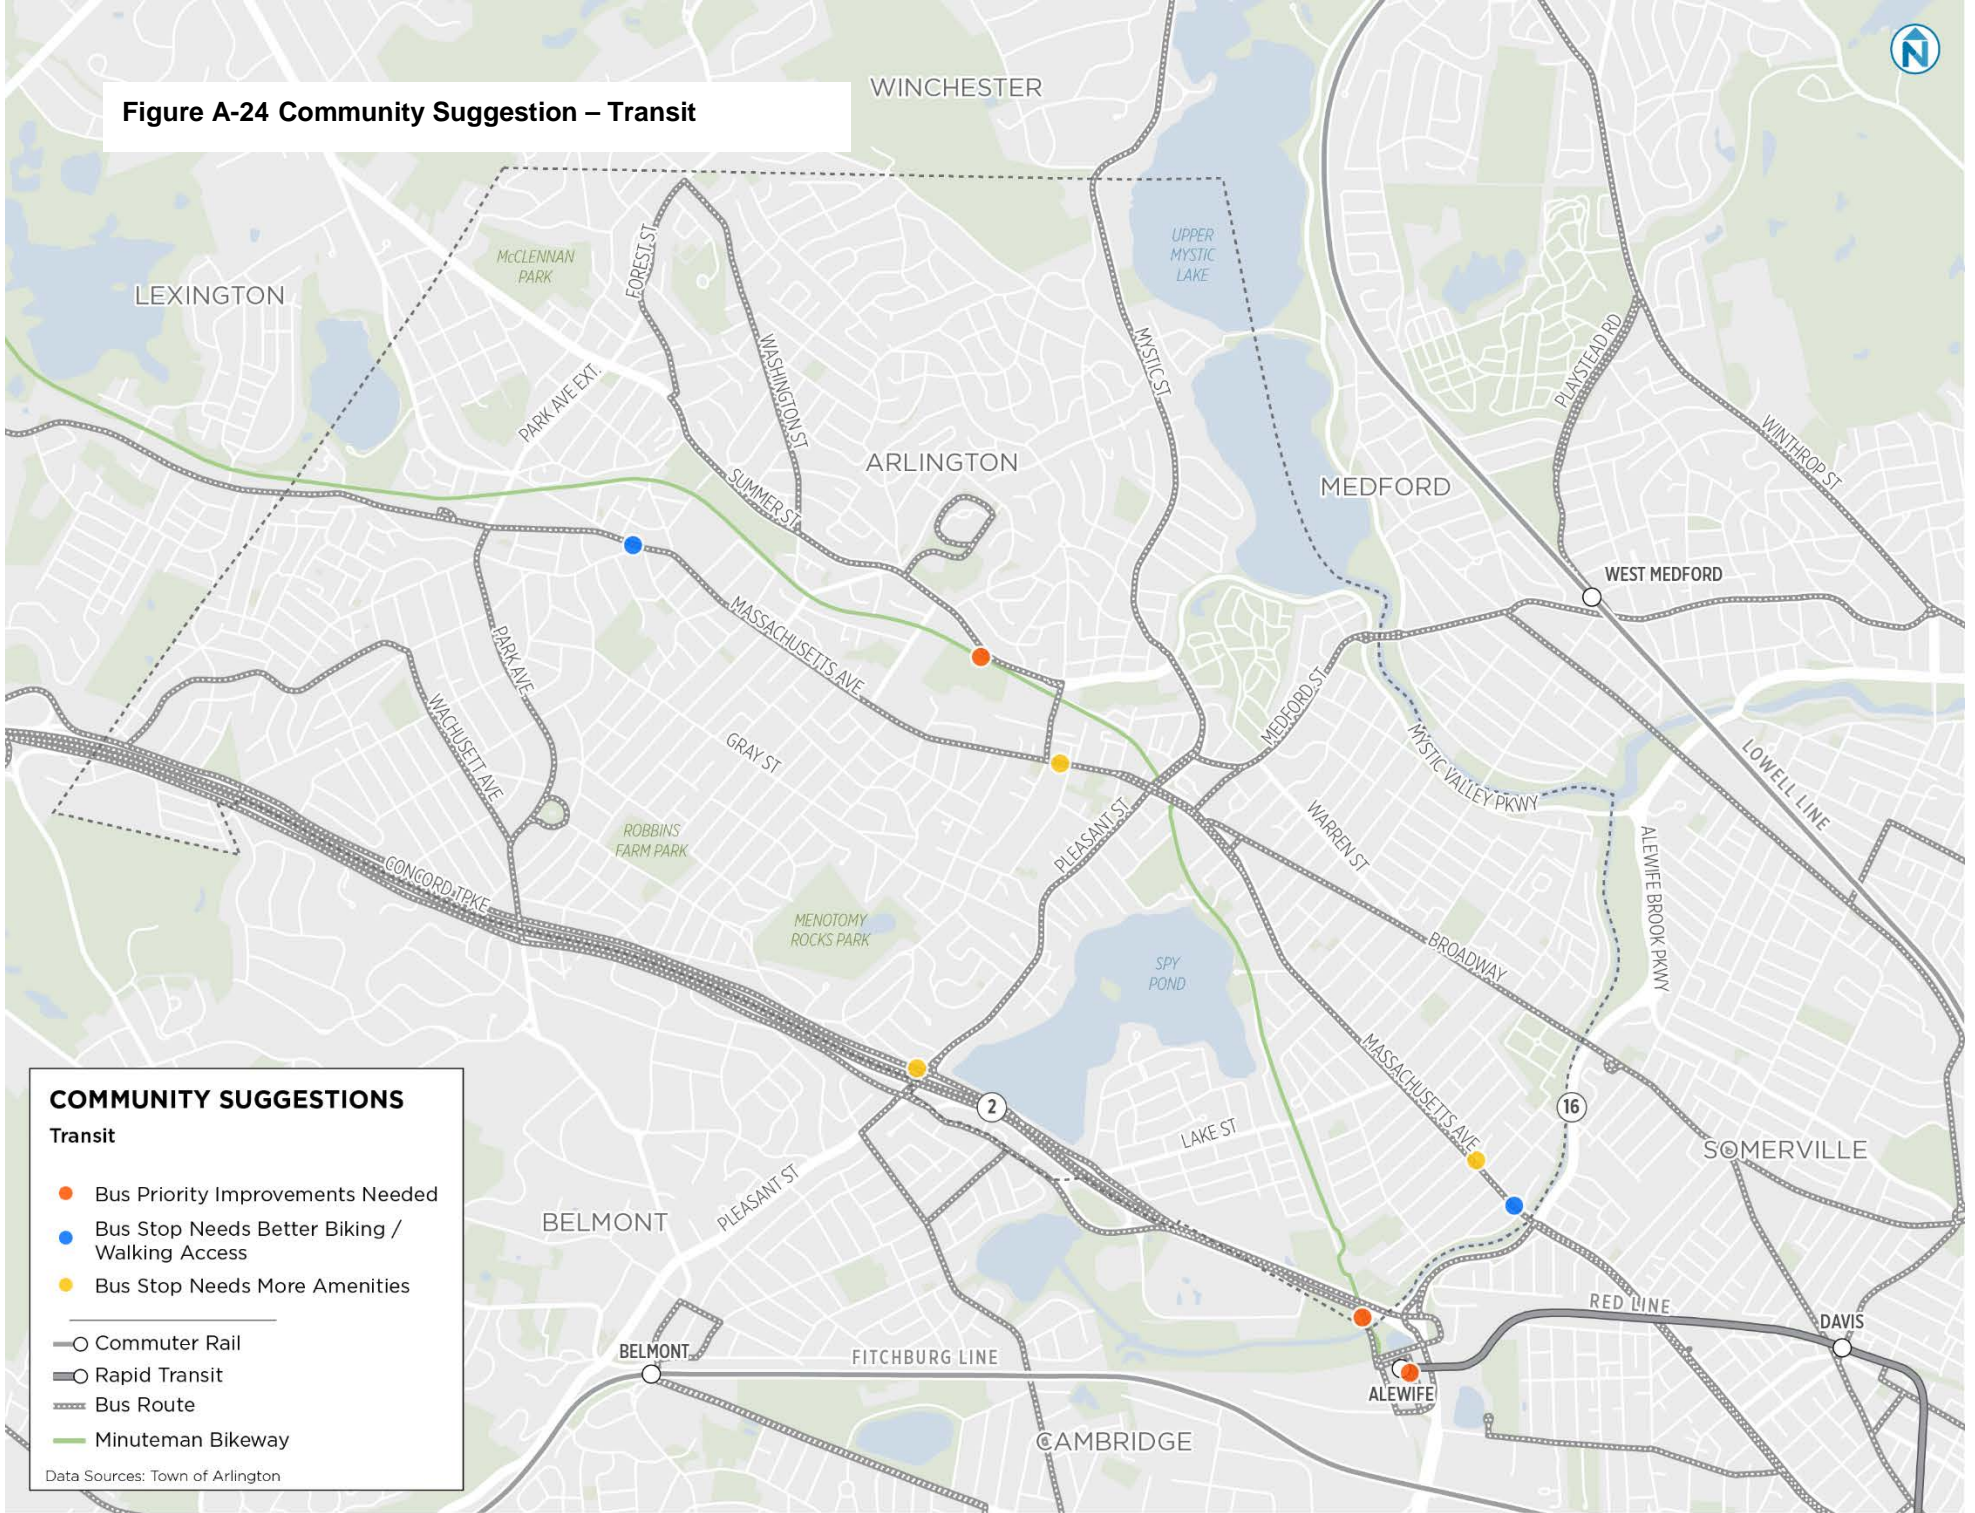 Figure A-24 Community Suggestion – Transit
WINCHESTER
N
UPPER
MYSTIC
LAKE
McCLENNAN
PARK
FOREST ST
LEXINGTON
WASHINGTON ST
MYSTIC ST
PLAYSTEAD RD
PARK AVE EXT.
WINTHROP ST
ARLINGTON
MEDFORD
SUMMER ST
WEST MEDFORD
MASSACHUSETTS AVE
PARK AVE
MEDFORD ST
WACHUSETT AVE
GRAY ST
MYSTIC VALLEY PKWY
LOWELL LINE
PLEASANT ST
WARREN ST
ROBBINS
FARM PARK
ALEWIFE BROOK PKWY
CONCORD TPKE
MENOTOMY
ROCKS PARK
BROADWAY
SPY
POND
MASSACHUSETTS AVE
2
16
LAKE ST
SOMERVILLE
PLEASANT ST
BELMONT
RED LINE
DAVIS
BELMONT
FITCHBURG LINE
ALEWIFE
CAMBRIDGE
COMMUNITY SUGGESTIONS
Transit
Bus Priority Improvements Needed
Bus Stop Needs Better Biking /
Walking Access
Bus Stop Needs More Amenities
Commuter Rail
Rapid Transit
Bus Route
Minuteman Bikeway
Data Sources: Town of Arlington